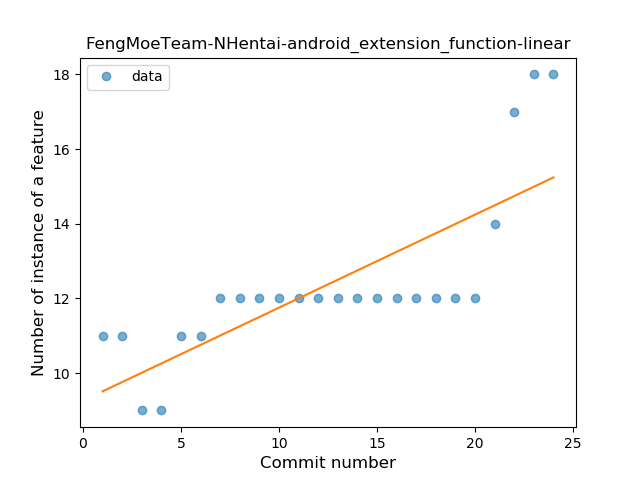 FengMoeTeam-NHentai-android_extension_function-linear
data
Number of instance of a feature
18
16
14
12
10
0 5 10 15 20 25
Commit number